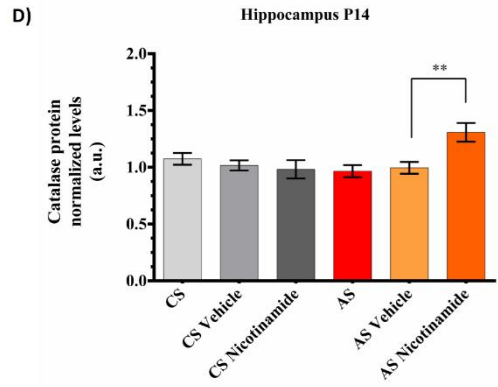 D)
Hippocampus P14
Catalase protein
normalized levels
(a.u.)
2.0
1.5
1.0
0.5
0.0
**
CS
CS Vehicle
CS Nicotinamide
AS
AS Vehicle
AS Nicotinamide